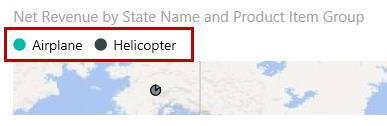 Net Revenue by State Name and Product Item Group
Airplane Helicopter